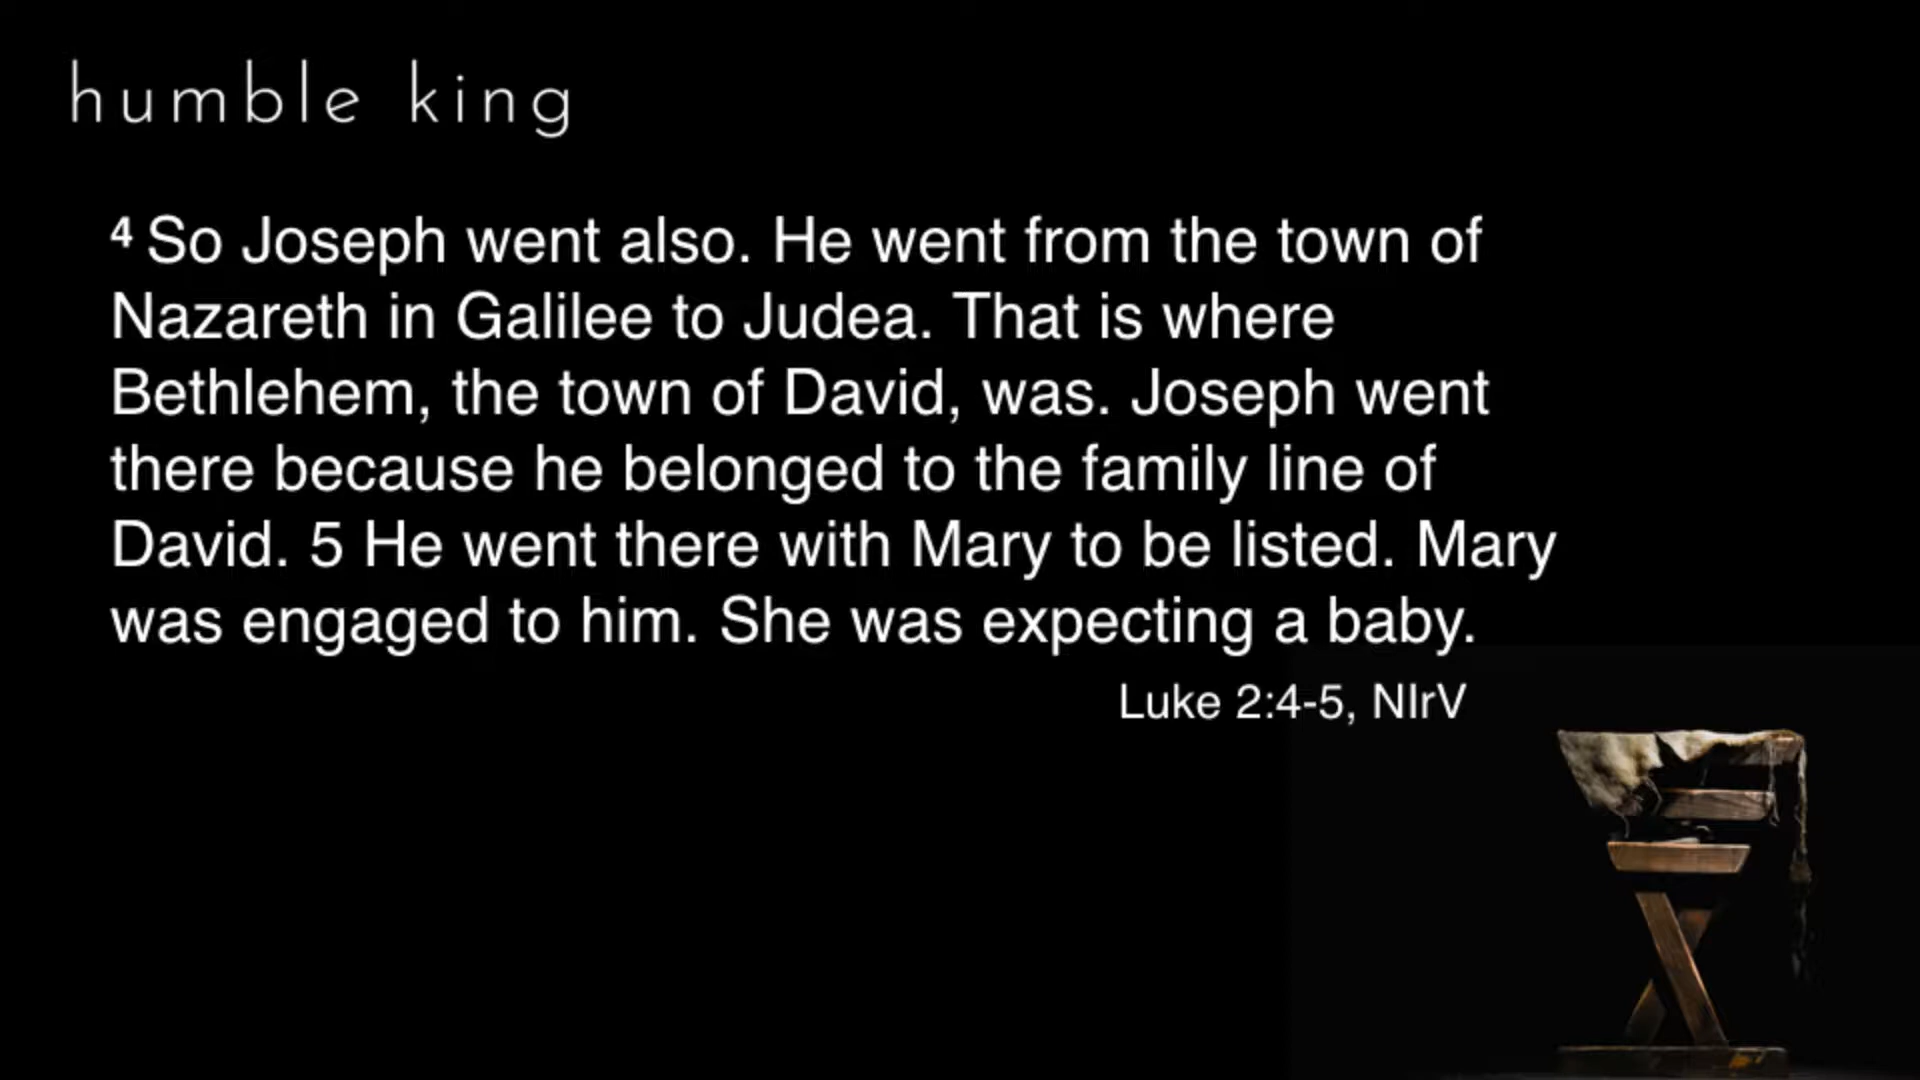 humble king
4 So Joseph went also. He went from the town of
Nazareth in Galilee to Judea. That is where
Bethlehem, the town of David, was. Joseph went
there because he belonged to the family line of
David. 5 He went there with Mary to be listed. Mary
was engaged to him. She was expecting a baby.
Luke 2:4-5, NIrV